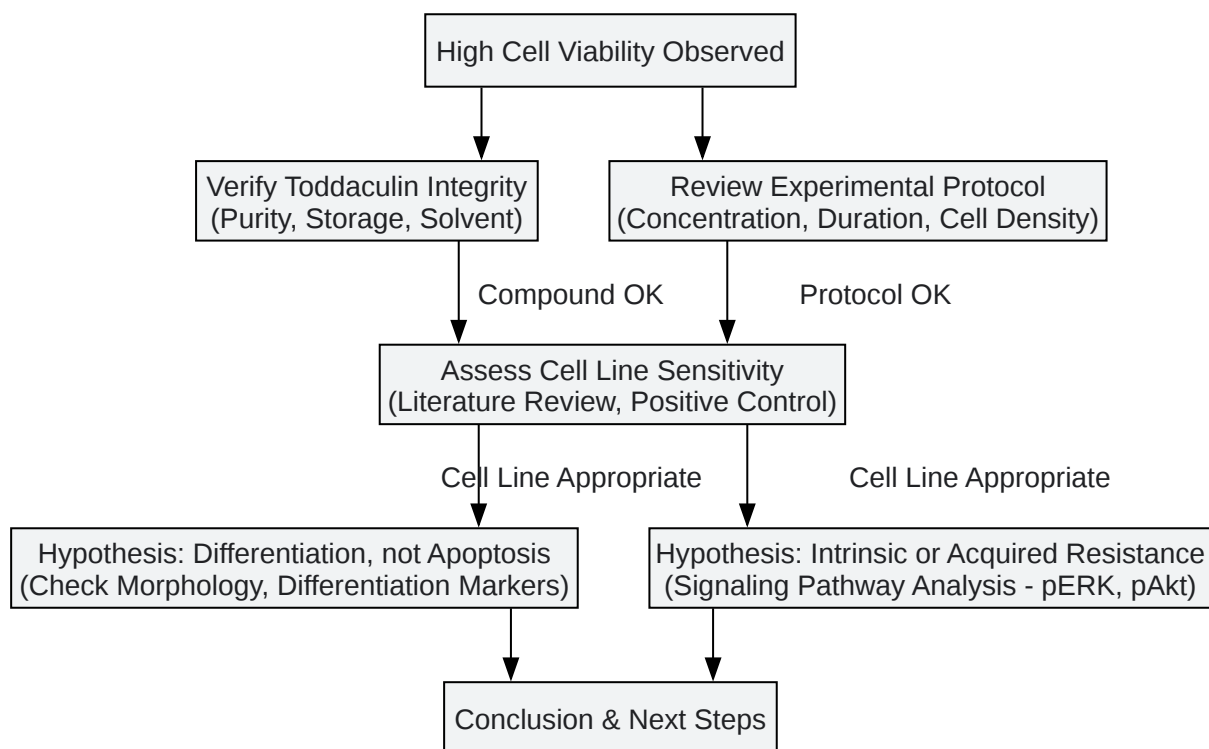 High Cell Viability Observed
Verify Toddaculin Integrity
(Purity, Storage, Solvent)
Review Experimental Protocol
(Concentration, Duration, Cell Density)
Compound OK
Protocol OK
Assess Cell Line Sensitivity
(Literature Review, Positive Control)
Cell Line Appropriate
Cell Line Appropriate
Hypothesis: Differentiation, not Apoptosis
(Check Morphology, Differentiation Markers)
Hypothesis: Intrinsic or Acquired Resistance
(Signaling Pathway Analysis - pERK, pAkt)
Conclusion & Next Steps